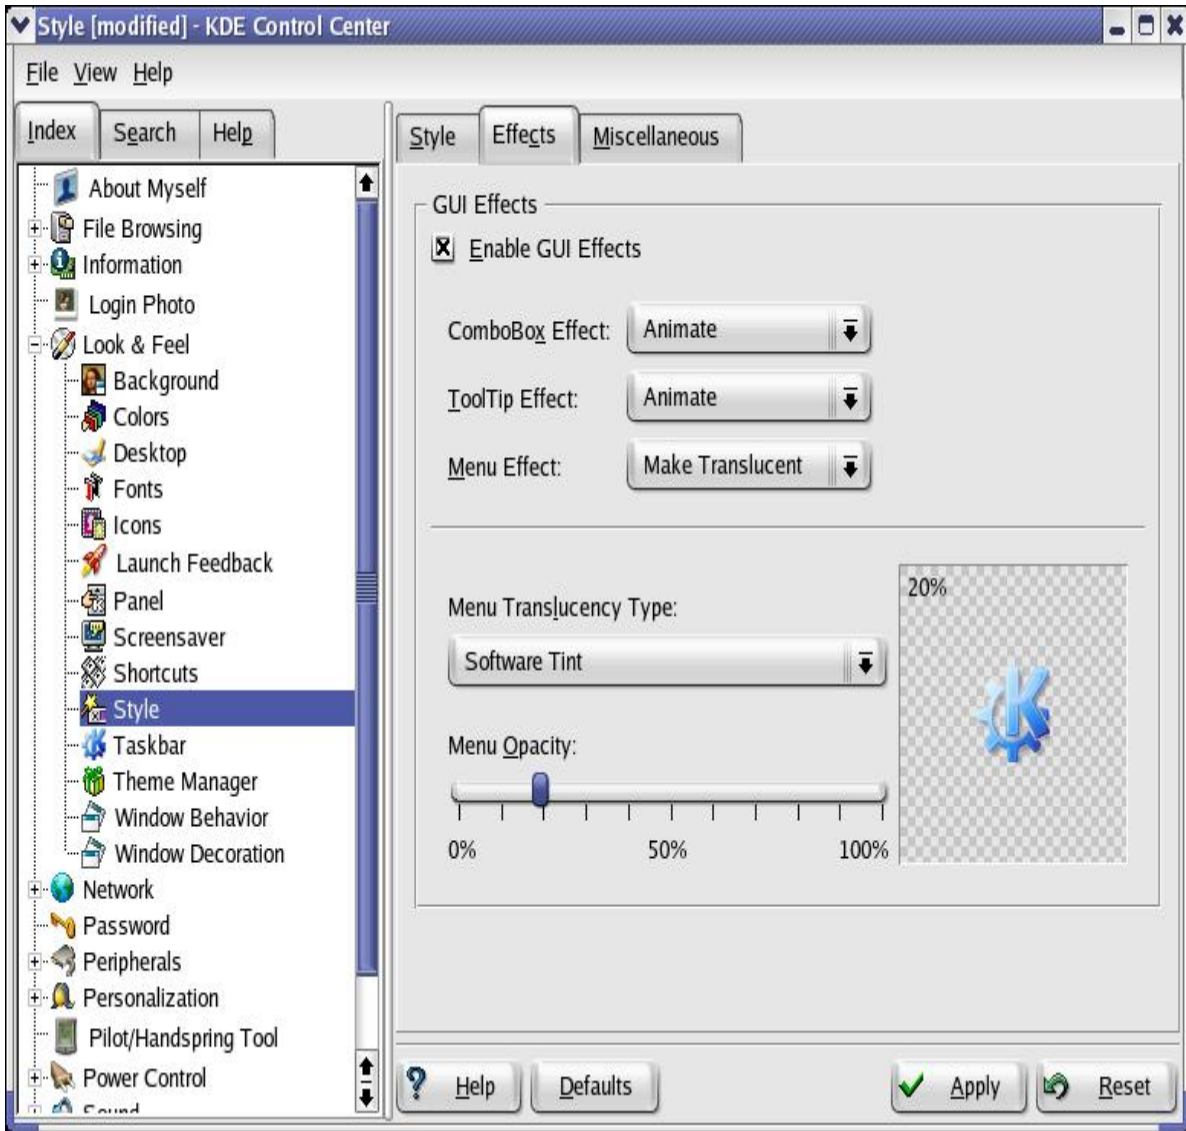 Style [modified] - KDE Control Center
File View Help
Index Search Help
About Myself
File Browsing
Information
Login Photo
Look & Feel
Background
Colors
Desktop
Fonts
Icons
Launch Feedback
Panel
Screensaver
Shortcuts
Style
Taskbar
Theme Manager
Window Behavior
Window Decoration
Network
Password
Peripherals
Personalization
Pilot/Handspring Tool
Power Control
Sound
Style Effects Miscellaneous
GUI Effects
Enable GUI Effects
ComboBox Effect: Animate
ToolTip Effect: Animate
Menu Effect: Make Translucent
Menu Translucency Type:
Software Tint
Menu Opacity:
0% 50% 100%
20%
Help Defaults Apply Reset